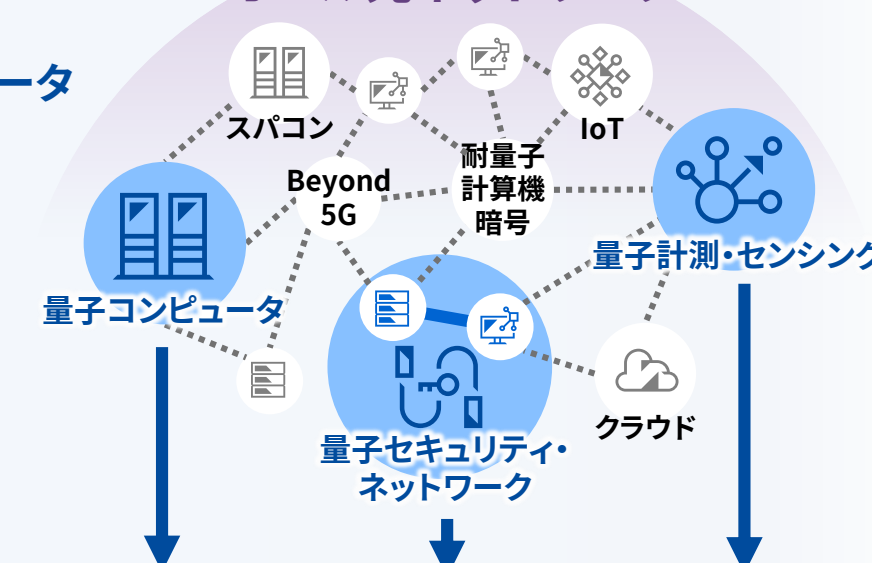 ータ
スパコン
IoT
Beyond
5G
耐量子
計算機
暗号
量子計測・センシング
量子コンピュータ
クラウド
量子セキュリティ・
ネットワーク